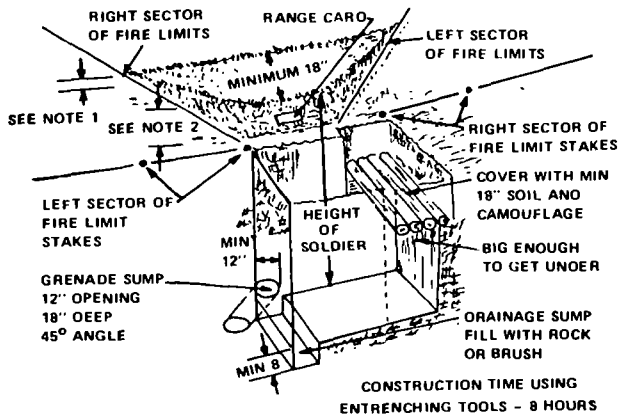 RIGHT SECTOR
OF FIRE LIMITS
RANGE CARO
LEFT SECTOR
OF FIRE LIMITS
MINIMUM 18"
SEE NOTE 1
SEE NOTE 2
RIGHT SECTOR OF
FIRE LIMIT STAKES
LEFT SECTOR OF
FIRE LIMIT
STAKES
COVER WITH MIN
18" SOIL AND
CAMOUFLAGE
HEIGHT
OF
SOLDIER
MIN
12"
BIG ENOUGH
TO GET UNOER
GRENADE SUMP
12" OPENING
18" OEEP
45° ANGLE
DRAINAGE SUMP
FILL WITH ROCK
OR BRUSH
MIN 8
CONSTRUCTION TIME USING
ENTRENCHING TOOLS - 8 HOURS